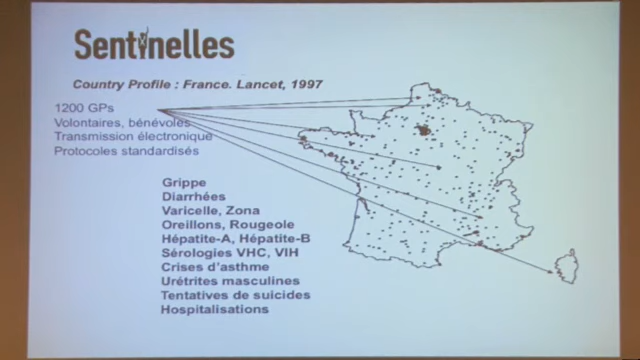 Sentinelles
Country Profile : France. Lancet, 1997
1200 GPs
Volontaires, bénévoles
Transmission électronique
Protocoles standardisés
Grippe
Diarrhées
Varicelle, Zona
Oreillons, Rougeole
Hépatite-A, Hépatite-B
Sérologies VHC, VIH
Crises d'asthme
Urétrites masculines
Tentatives de suicides
Hospitalisations